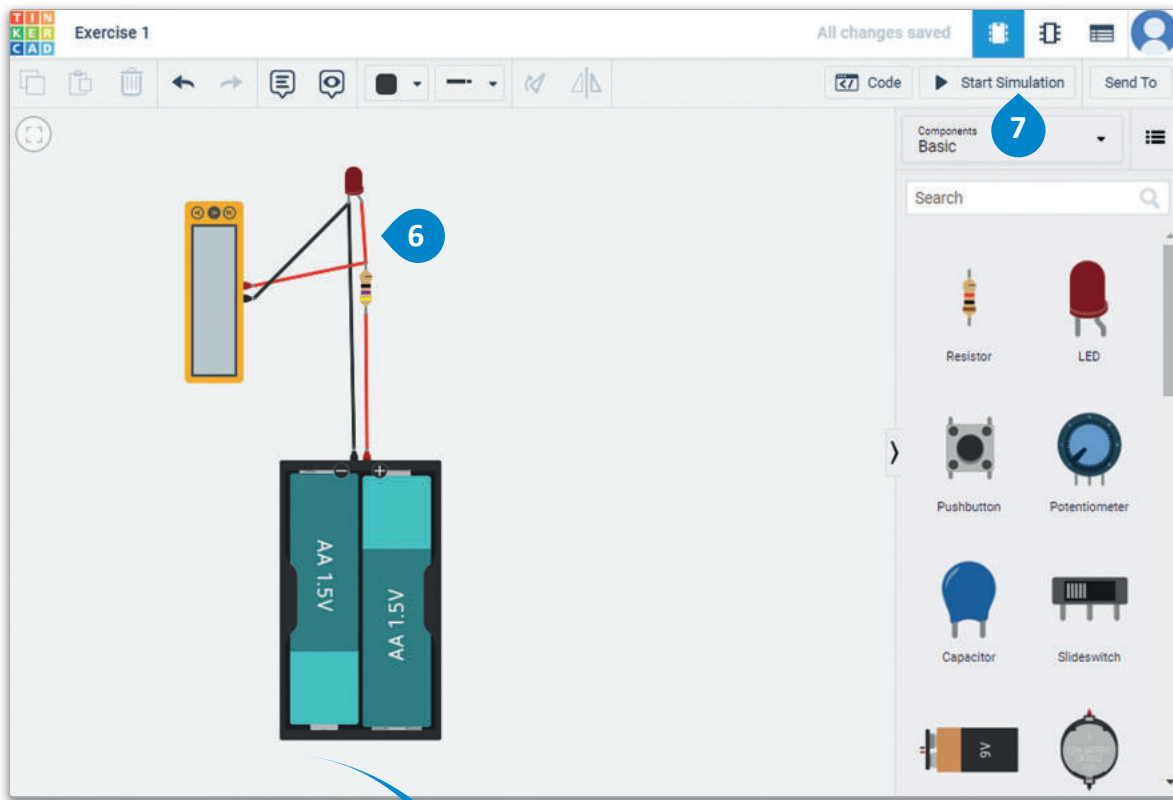 TIN
KER
CAD
Exercise 1
All changes saved
Code
Start Simulation
Send To
7
Components
Basic
Search
6
Resistor
LED
Pushbutton
Potentiometer
Capacitor
Slideswitch
AA 1.5V
AA 1.5V
9V